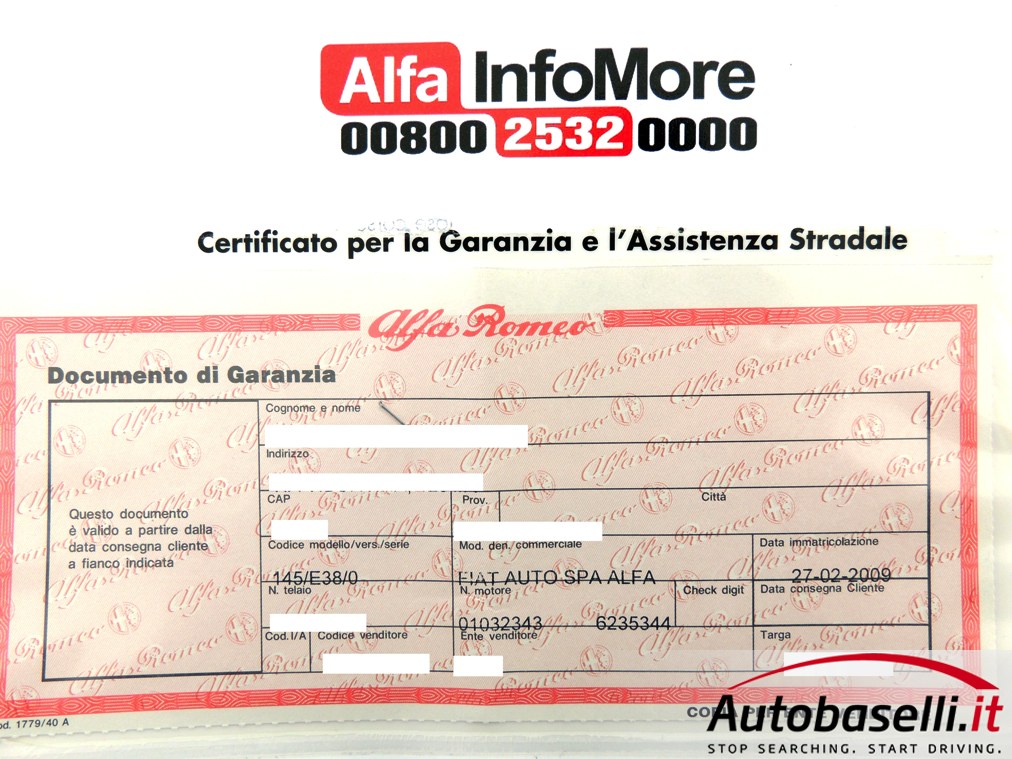 Alfa InfoMore
00800 2532 0000
Certificato per la Garanzia e l'Assistenza Stradale
Alfa Romeo
Documento di Garanzia
Cognome e nome
Indirizzo
CAP Prov. Città
Questo documento
è valido a partire dalla
data consegna cliente
a fianco indicata
Codice modello/vers./serie Mod. den. commerciale Data immatricolazione
145/E38/0 FIAT AUTO SPA ALFA 27-02-2009
N. telaio N. motore Check digit Data consegna Cliente
01032343 6235344
Cod.I/A Codice venditore Ente venditore Targa
1779/40 A
Autobaselli.it
STOP SEARCHING. START DRIVING.